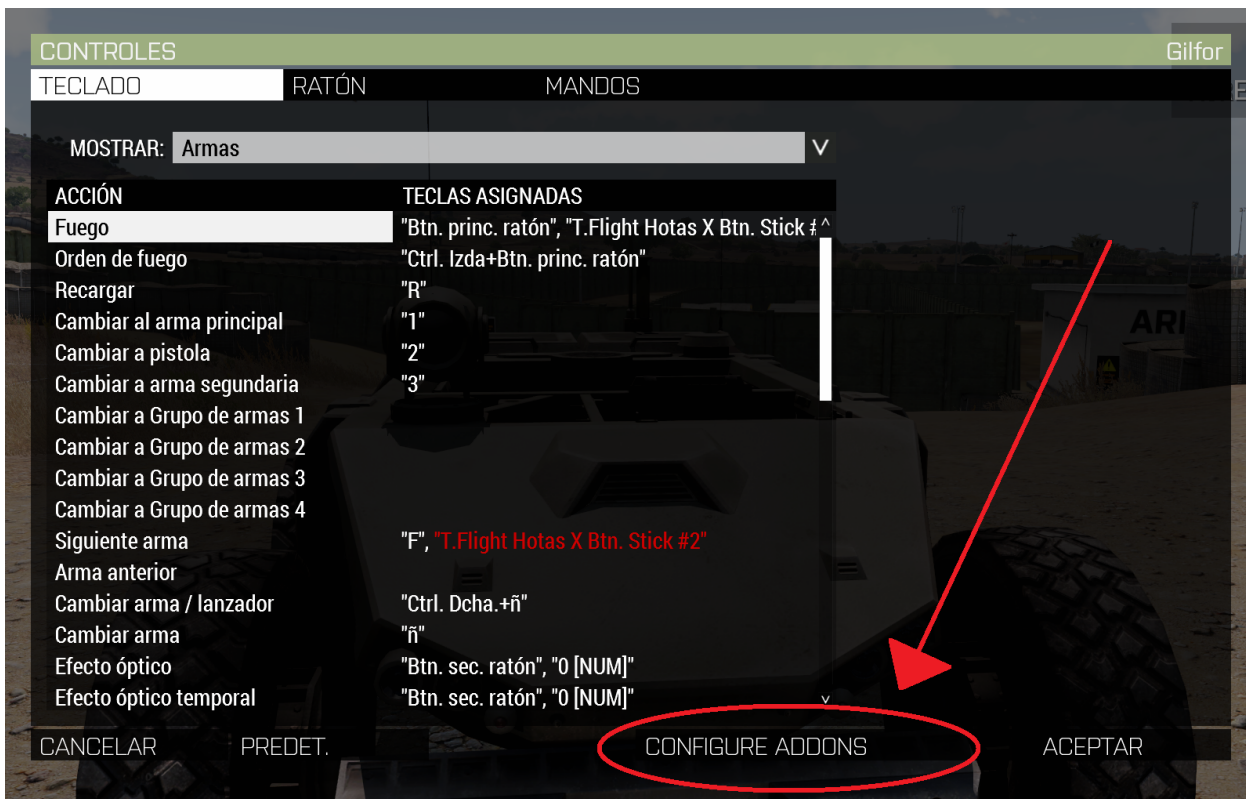 CONTROLES Gilfor
TECLADO RATÓN MANDOS
MOSTRAR: Armas V
ACCIÓN TECLAS ASIGNADAS
Fuego "Btn. princ. ratón", "T.Flight Hotas X Btn. Stick #
Orden de fuego "Ctrl. Izda+Btn. princ. ratón"
Recargar "R"
Cambiar al arma principal "1"
Cambiar a pistola "2"
Cambiar a arma segundaria "3"
Cambiar a Grupo de armas 1
Cambiar a Grupo de armas 2
Cambiar a Grupo de armas 3
Cambiar a Grupo de armas 4
Siguiente arma "F", "T.Flight Hotas X Btn. Stick #2"
Arma anterior
Cambiar arma / lanzador "Ctrl. Dcha.+ñ"
Cambiar arma "ñ"
Efecto óptico "Btn. sec. ratón", "0 [NUM]"
Efecto óptico temporal "Btn. sec. ratón", "0 [NUM]"
CANCELAR PREDET. CONFIGURE ADDONS ACEPTAR